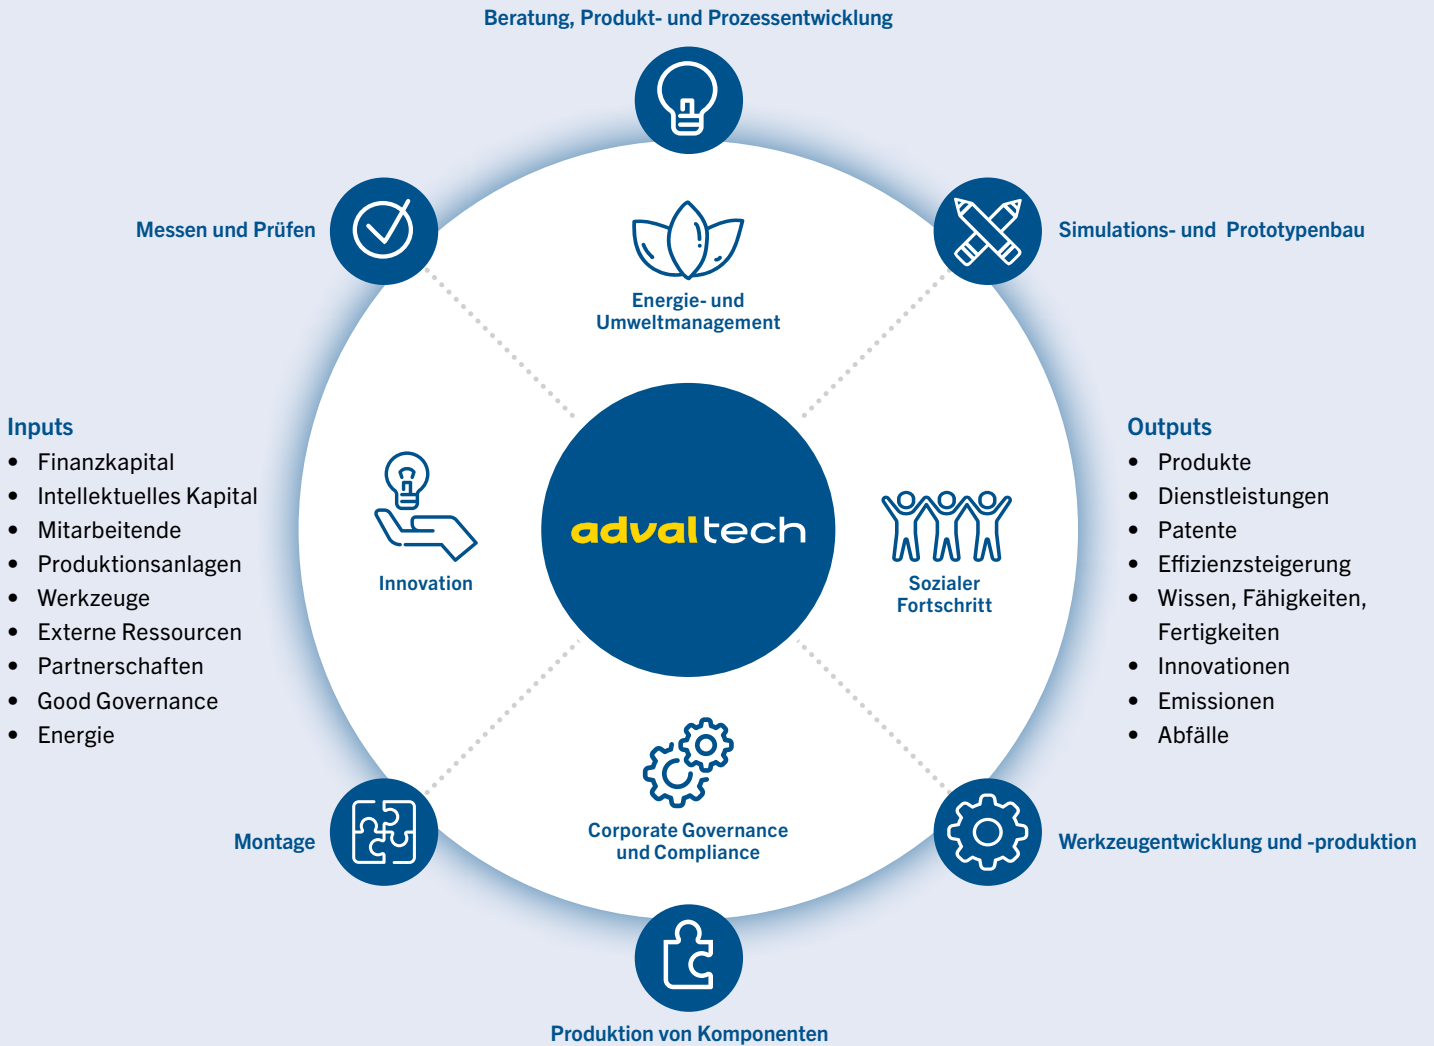 Beratung, Produkt- und Prozessentwicklung
Messen und Prüfen
Simulations- und Prototypenbau
Energie- und
Umweltmanagement
Inputs
• Finanzkapital
• Intellektuelles Kapital
• Mitarbeitende
• Produktionsanlagen
• Werkzeuge
• Externe Ressourcen
• Partnerschaften
• Good Governance
• Energie
Innovation
advaltech
Sozialer
Fortschritt
Outputs
• Produkte
• Dienstleistungen
• Patente
• Effizienzsteigerung
• Wissen, Fähigkeiten,
Fertigkeiten
• Innovationen
• Emissionen
• Abfälle
Corporate Governance
und Compliance
Montage
Werkzeugentwicklung und -produktion
Produktion von Komponenten